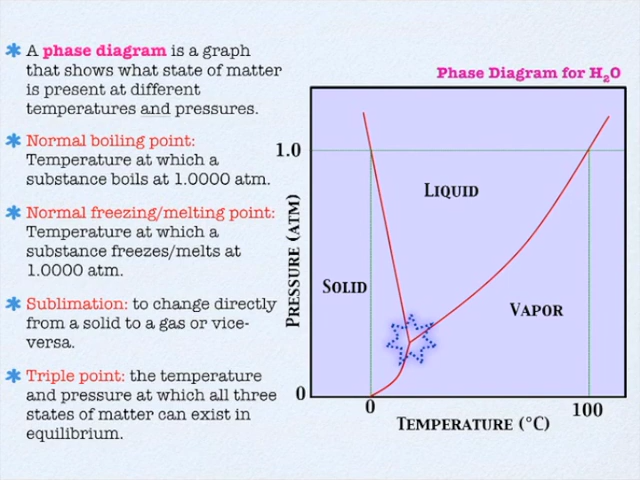 A phase diagram is a graph
that shows what state of matter
is present at different
temperatures and pressures.
Normal boiling point:
Temperature at which a
substance boils at 1.0000 atm.
Normal freezing/melting point:
Temperature at which a
substance freezes/melts at
1.0000 atm.
Sublimation: to change directly
from a solid to a gas or vice-
versa.
Triple point: the temperature
and pressure at which all three
states of matter can exist in
equilibrium.
Phase Diagram for H₂O
1.0
LIQUID
PRESSURE (ATM)
SOLID
VAPOR
0
0
100
TEMPERATURE (°C)